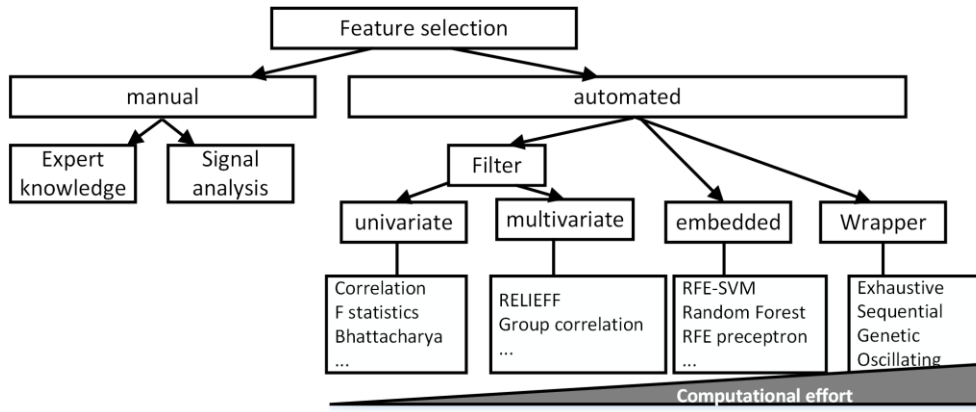 Feature selection
manual
automated
Expert
knowledge
Signal
analysis
Filter
univariate
multivariate
embedded
Wrapper
Correlation
F statistics
Bhattacharya
...
RELIEFF
Group correlation
...
RFE-SVM
Random Forest
RFE preceptron
...
Exhaustive
Sequential
Genetic
Oscillating
Computational effort